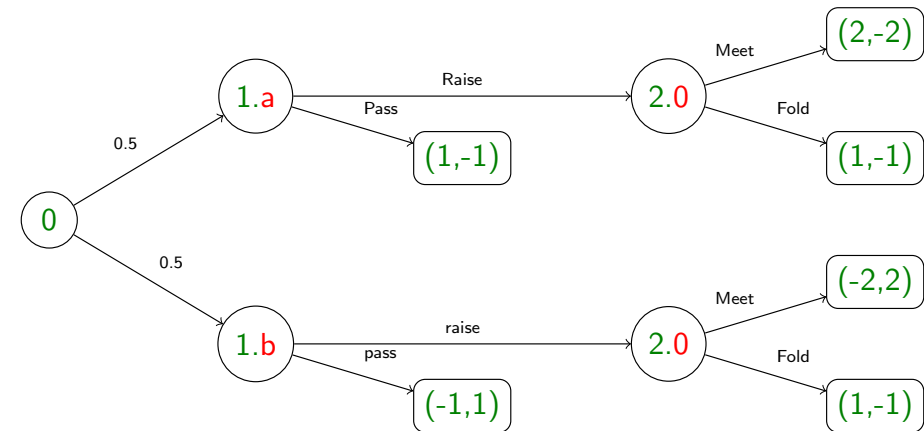 (2,-2)
Meet
Raise
1.a
2.0
Pass
Fold
0.5
(1,-1)
(1,-1)
0
0.5
(-2,2)
Meet
raise
1.b
2.0
pass
Fold
(-1,1)
(1,-1)